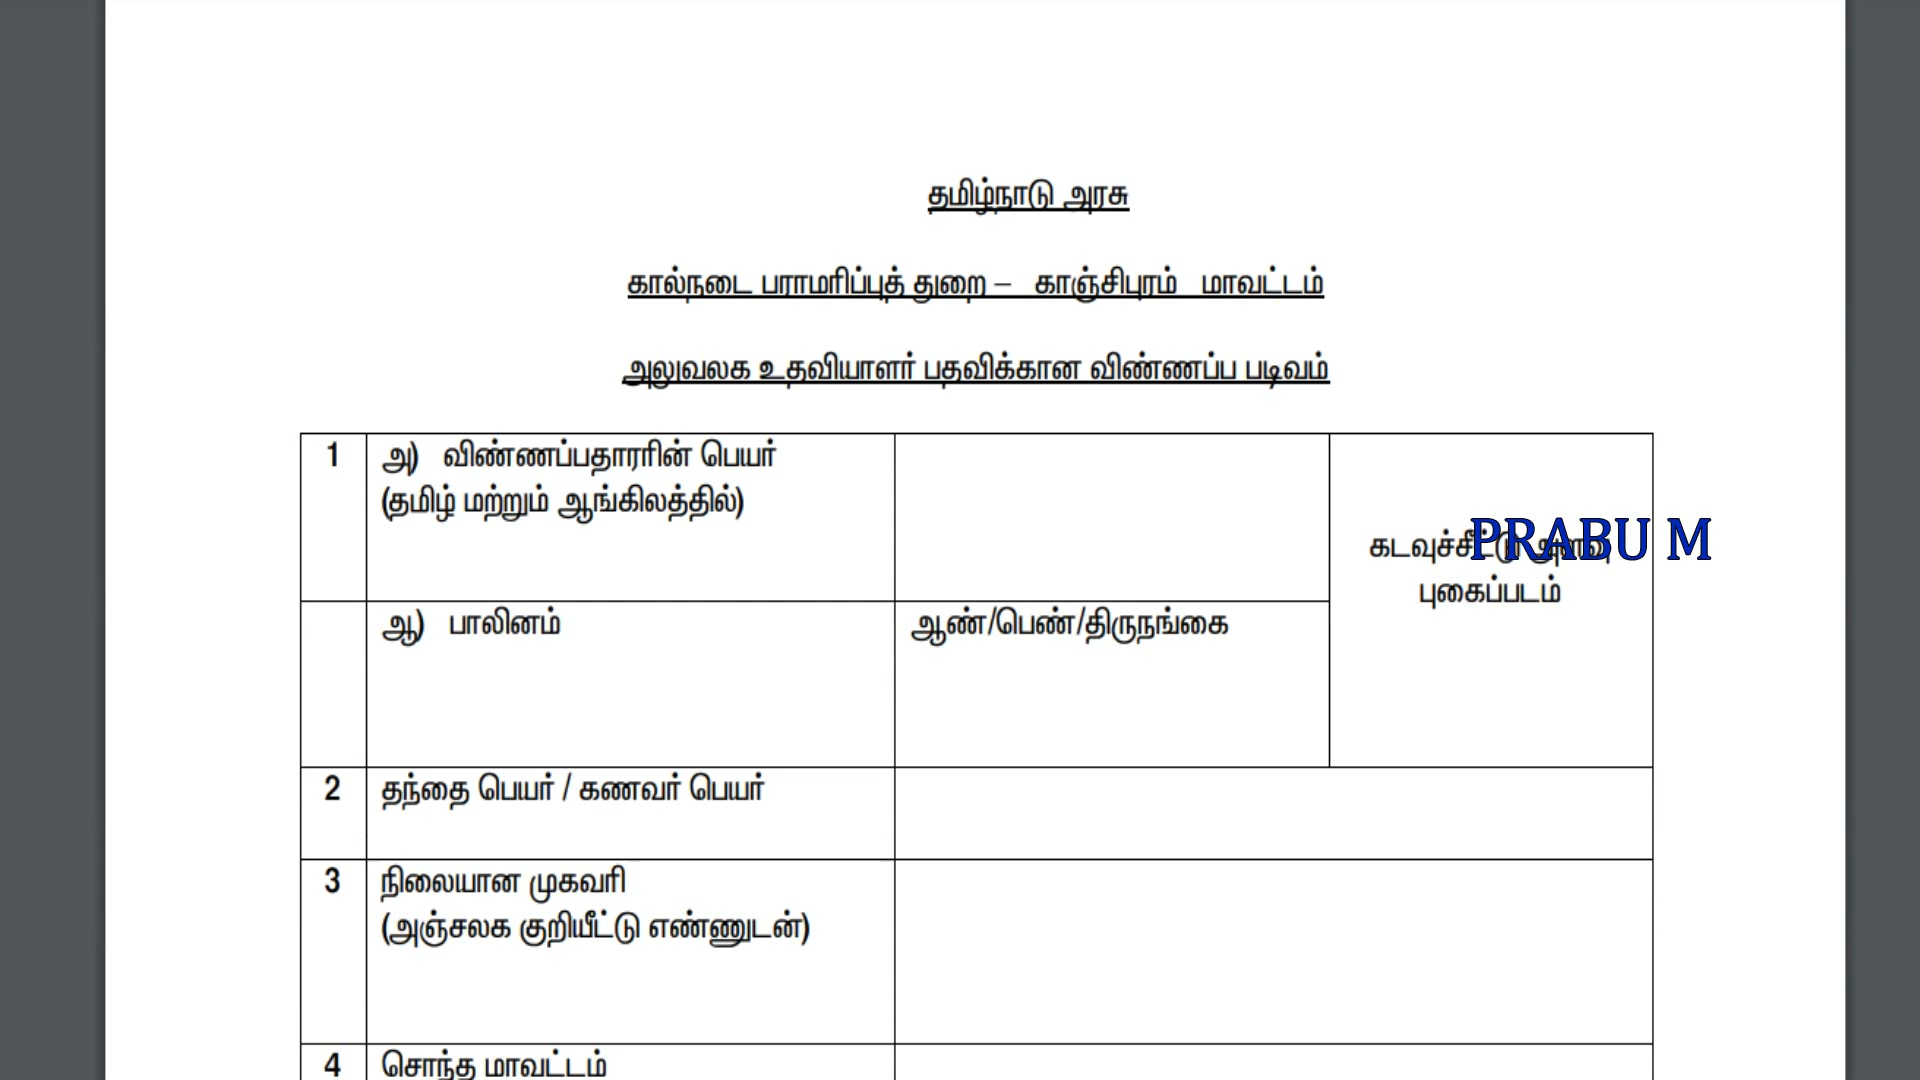 தமிழ்நாடு அரசு
கால்நடை பராமரிப்புத் துறை – காஞ்சிபுரம் மாவட்டம்
அலுவலக உதவியாளர் பதவிக்கான விண்ணப்ப படிவம்
1 அ) விண்ணப்பதாரரின் பெயர்
(தமிழ் மற்றும் ஆங்கிலத்தில்)
PRABU M
கடவுச்சீட்டு அளவு
புகைப்படம்
ஆ) பாலினம் ஆண்/பெண்/திருநங்கை
2 தந்தை பெயர் / கணவர் பெயர்
3 நிலையான முகவரி
(அஞ்சலக குறியீட்டு எண்ணுடன்)
4 சொந்த மாவட்டம்